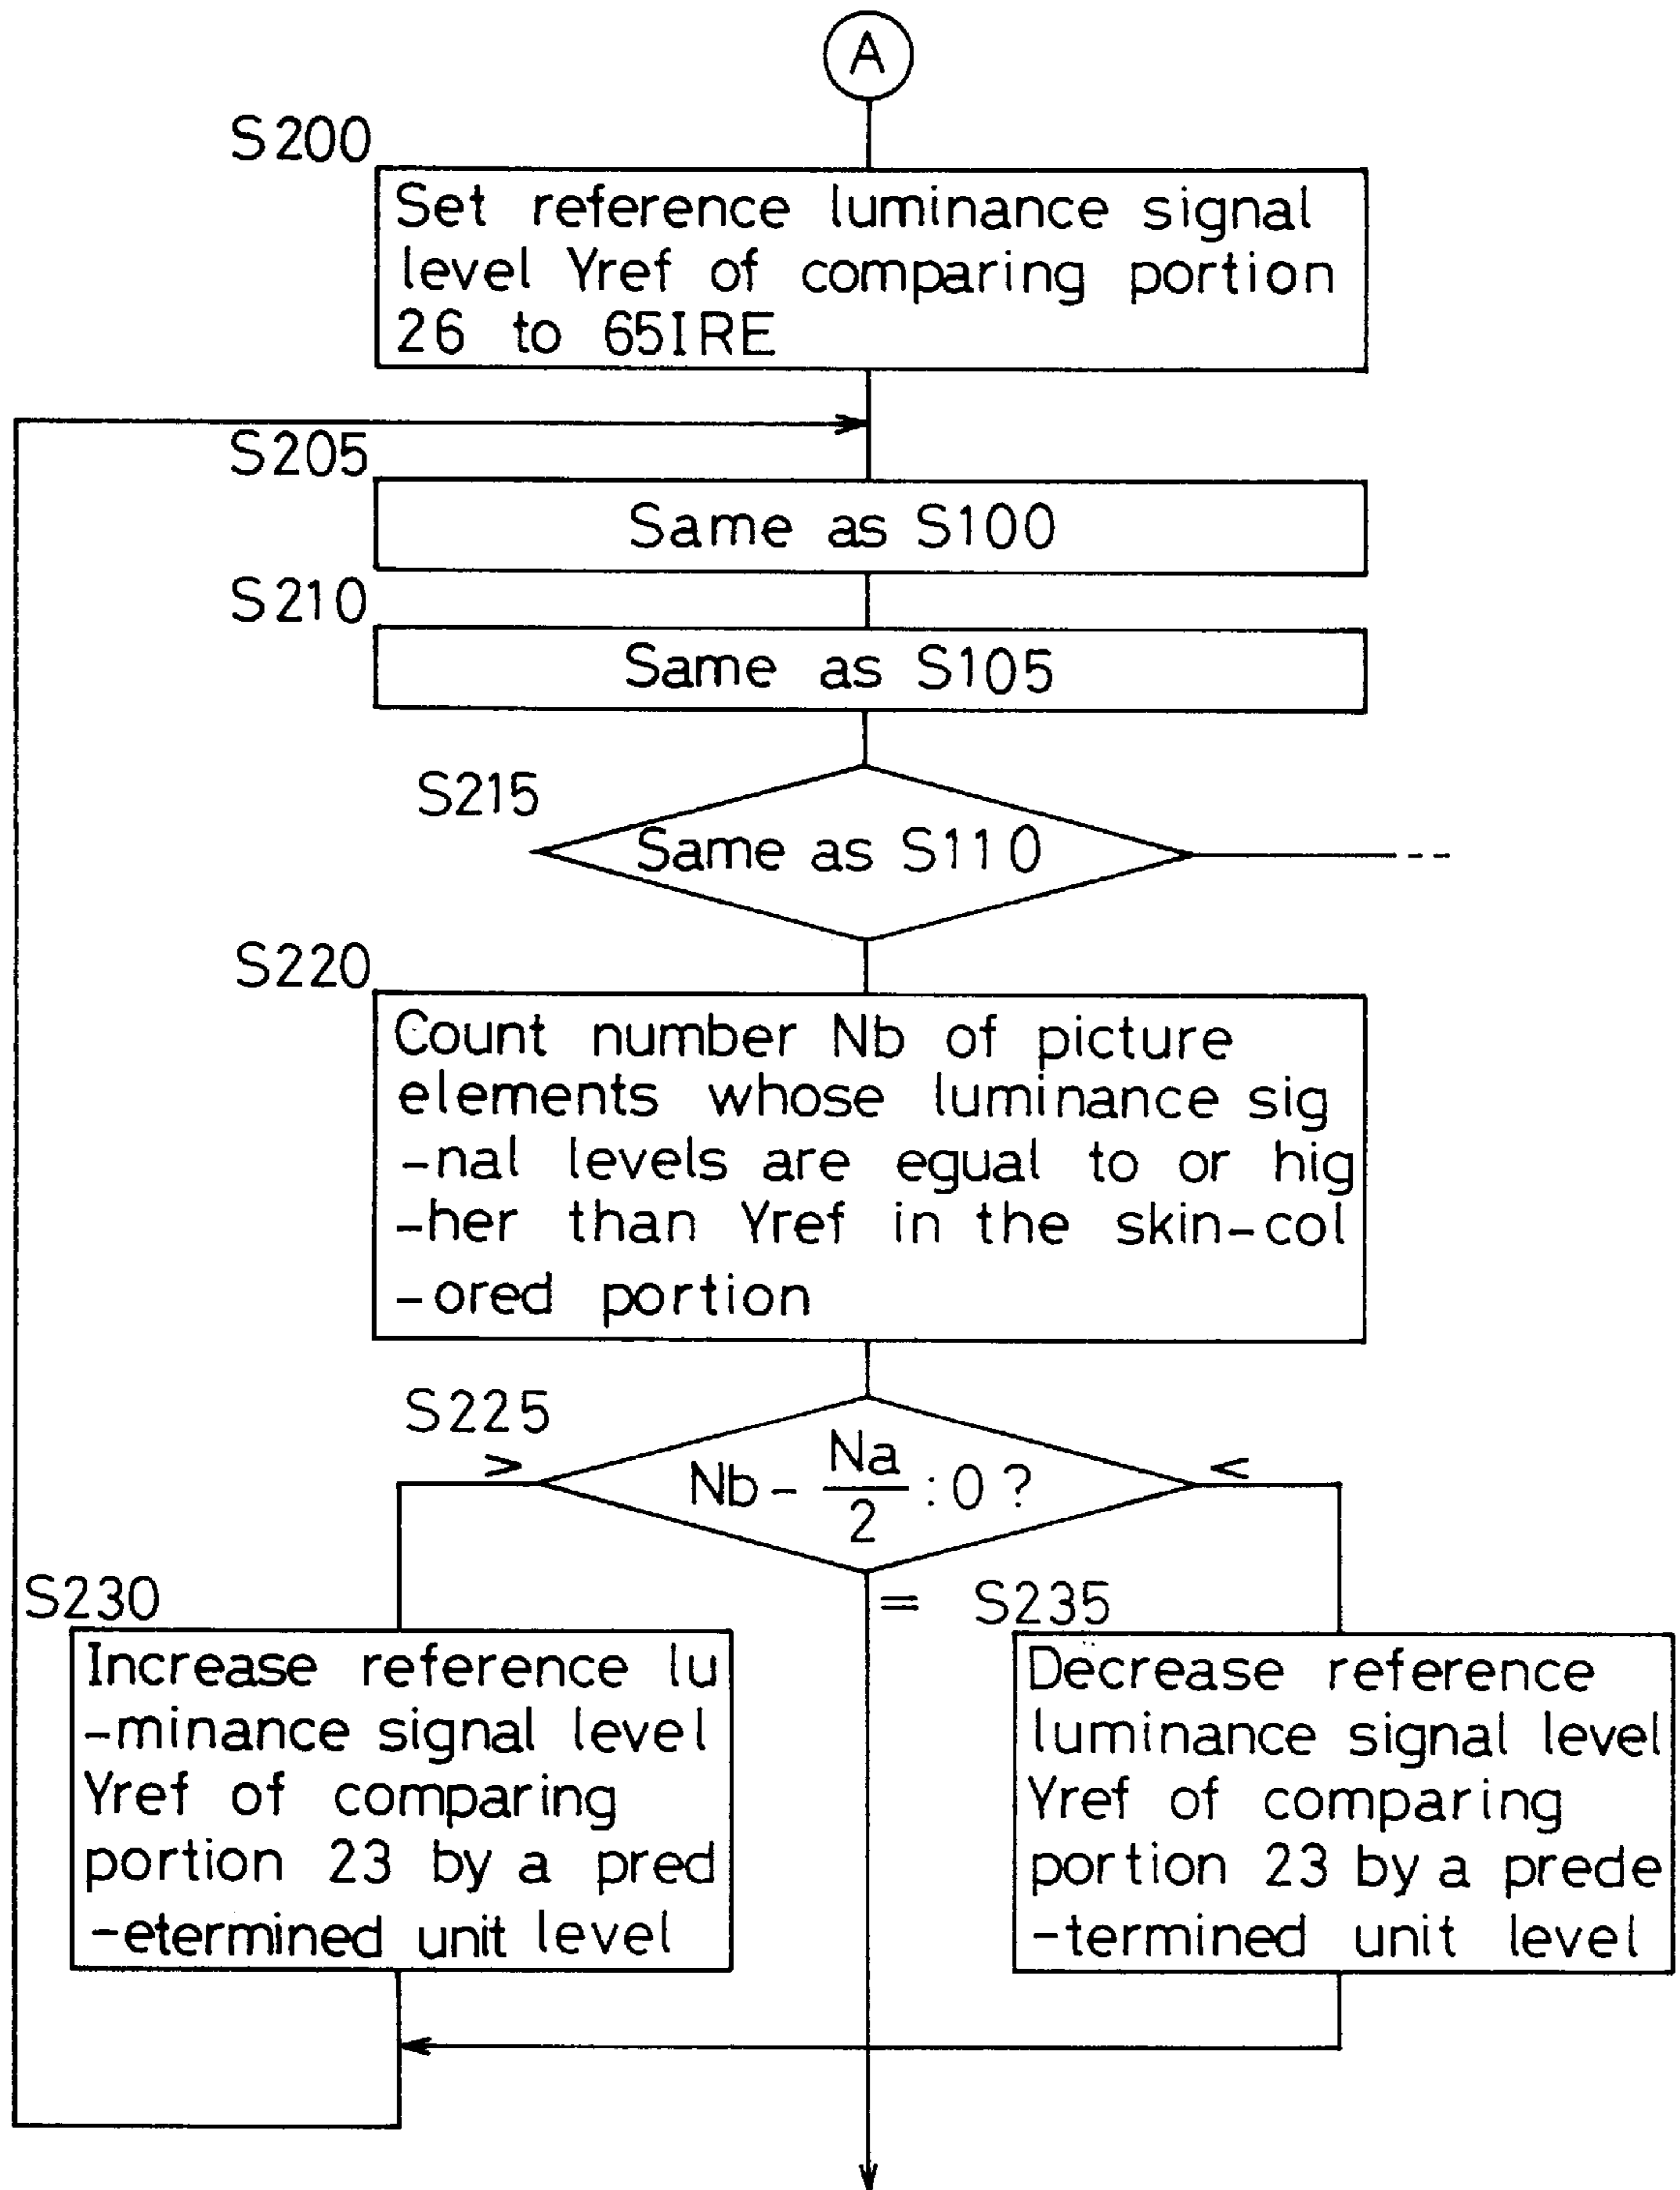 A
S200
Set reference luminance signal
level Yref of comparing portion
26 to 65IRE
S205
Same as S100
S210
Same as S105
S215
Same as S110
S220
Count number Nb of picture
elements whose luminance sig
-nal levels are equal to or hig
-her than Yref in the skin-col
-ored portion
S225
>
Nb - Na/2 : 0 ?
<
=
S230
Increase reference lu
-minance signal level
Yref of comparing
portion 23 by a pred
-etermined unit level
S235
Decrease reference
luminance signal level
Yref of comparing
portion 23 by a prede
-termined unit level